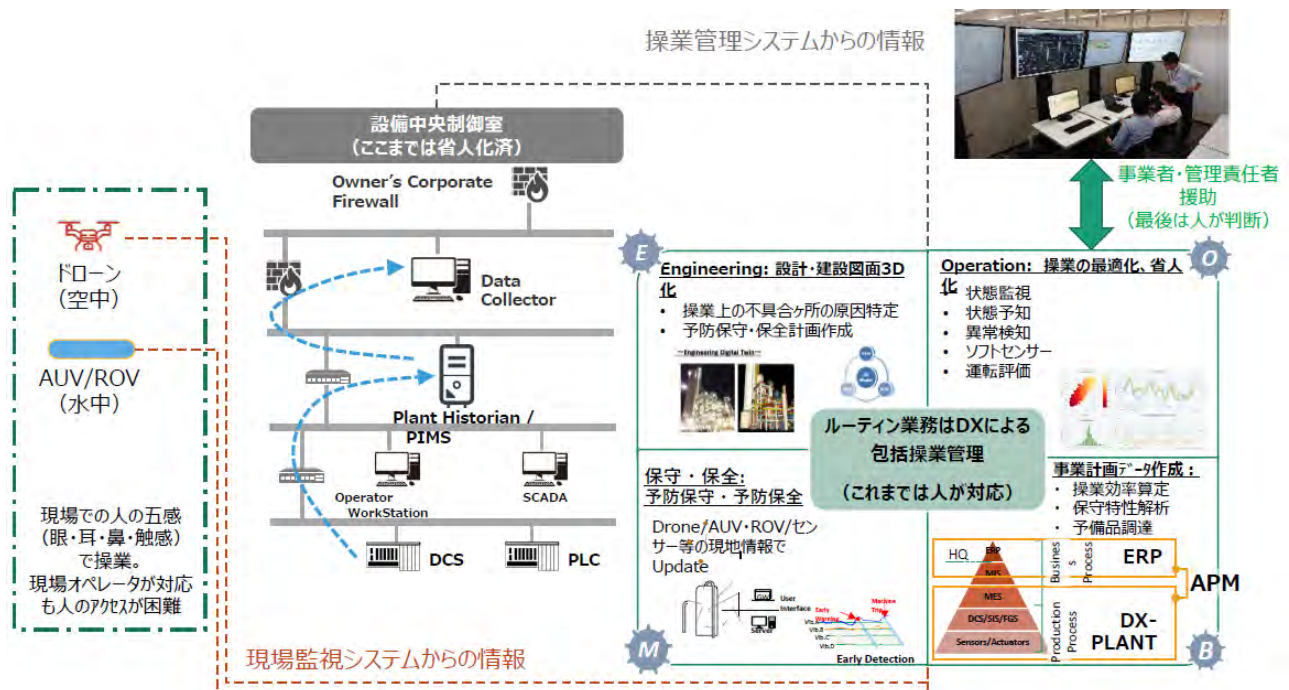 操業管理システムからの情報
設備中央制御室
(ここまでは省人化済)
Owner's Corporate
Firewall
Data
Collector
Plant Historian /
PIMS
Operator
WorkStation
SCADA
DCS
PLC
ドローン
(空中)
AUV/ROV
(水中)
現場での人の五感
(眼・耳・鼻・触感)
で操業。
現場オペレータが対応
も人のアクセスが困難
現場監視システムからの情報
事業者・管理責任者
援助
(最後は人が判断)
E
Engineering: 設計・建設図面3D
化
• 操業上の不具合ヶ所の原因特定
• 予防保守・保全計画作成
—Engineering Digital Twin—
O
Operation: 操業の最適化、省人
化
• 状態監視
• 状態予知
• 異常検知
• ソフトセンサー
• 運転評価
ルーティン業務はDXによる
包括操業管理
(これまでは人が対応)
M
保守・保全:
予防保守・予防保全
Drone/AUV・ROV/セン
サー等の現地情報で
Update
User
Interface
Server
Early
Warning
Machine
Trip
Vib.B
Vib.C
Vib.D
Early Detection
B
事業計画データ作成:
• 操業効率算定
• 保守特性解析
• 予備品調達
HQ
ERP
MIS
MES
DCS/SIS/FGS
Sensors/Actuators
Busines
s
Process
Production
Process
ERP
APM
DX-
PLANT